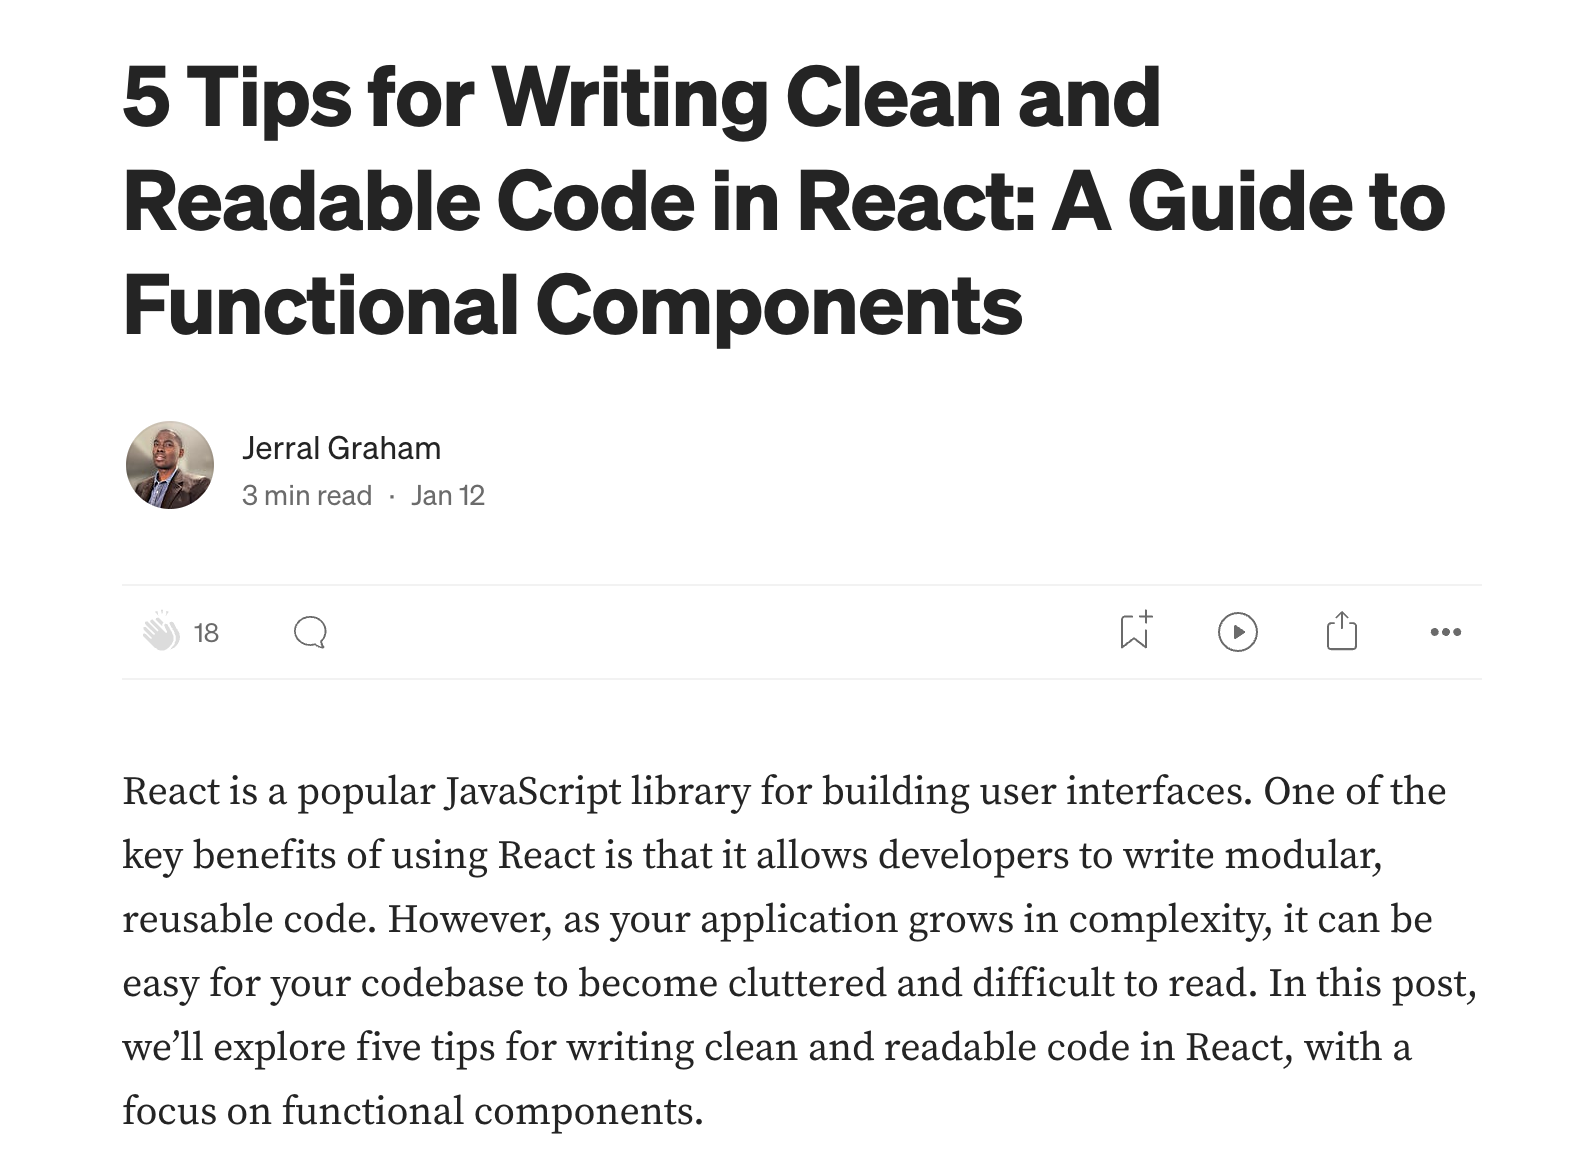 5 Tips for Writing Clean and
Readable Code in React: A Guide to
Functional Components
Jerral Graham
3 min read · Jan 12
18
React is a popular JavaScript library for building user interfaces. One of the
key benefits of using React is that it allows developers to write modular,
reusable code. However, as your application grows in complexity, it can be
easy for your codebase to become cluttered and difficult to read. In this post,
we’ll explore five tips for writing clean and readable code in React, with a
focus on functional components.